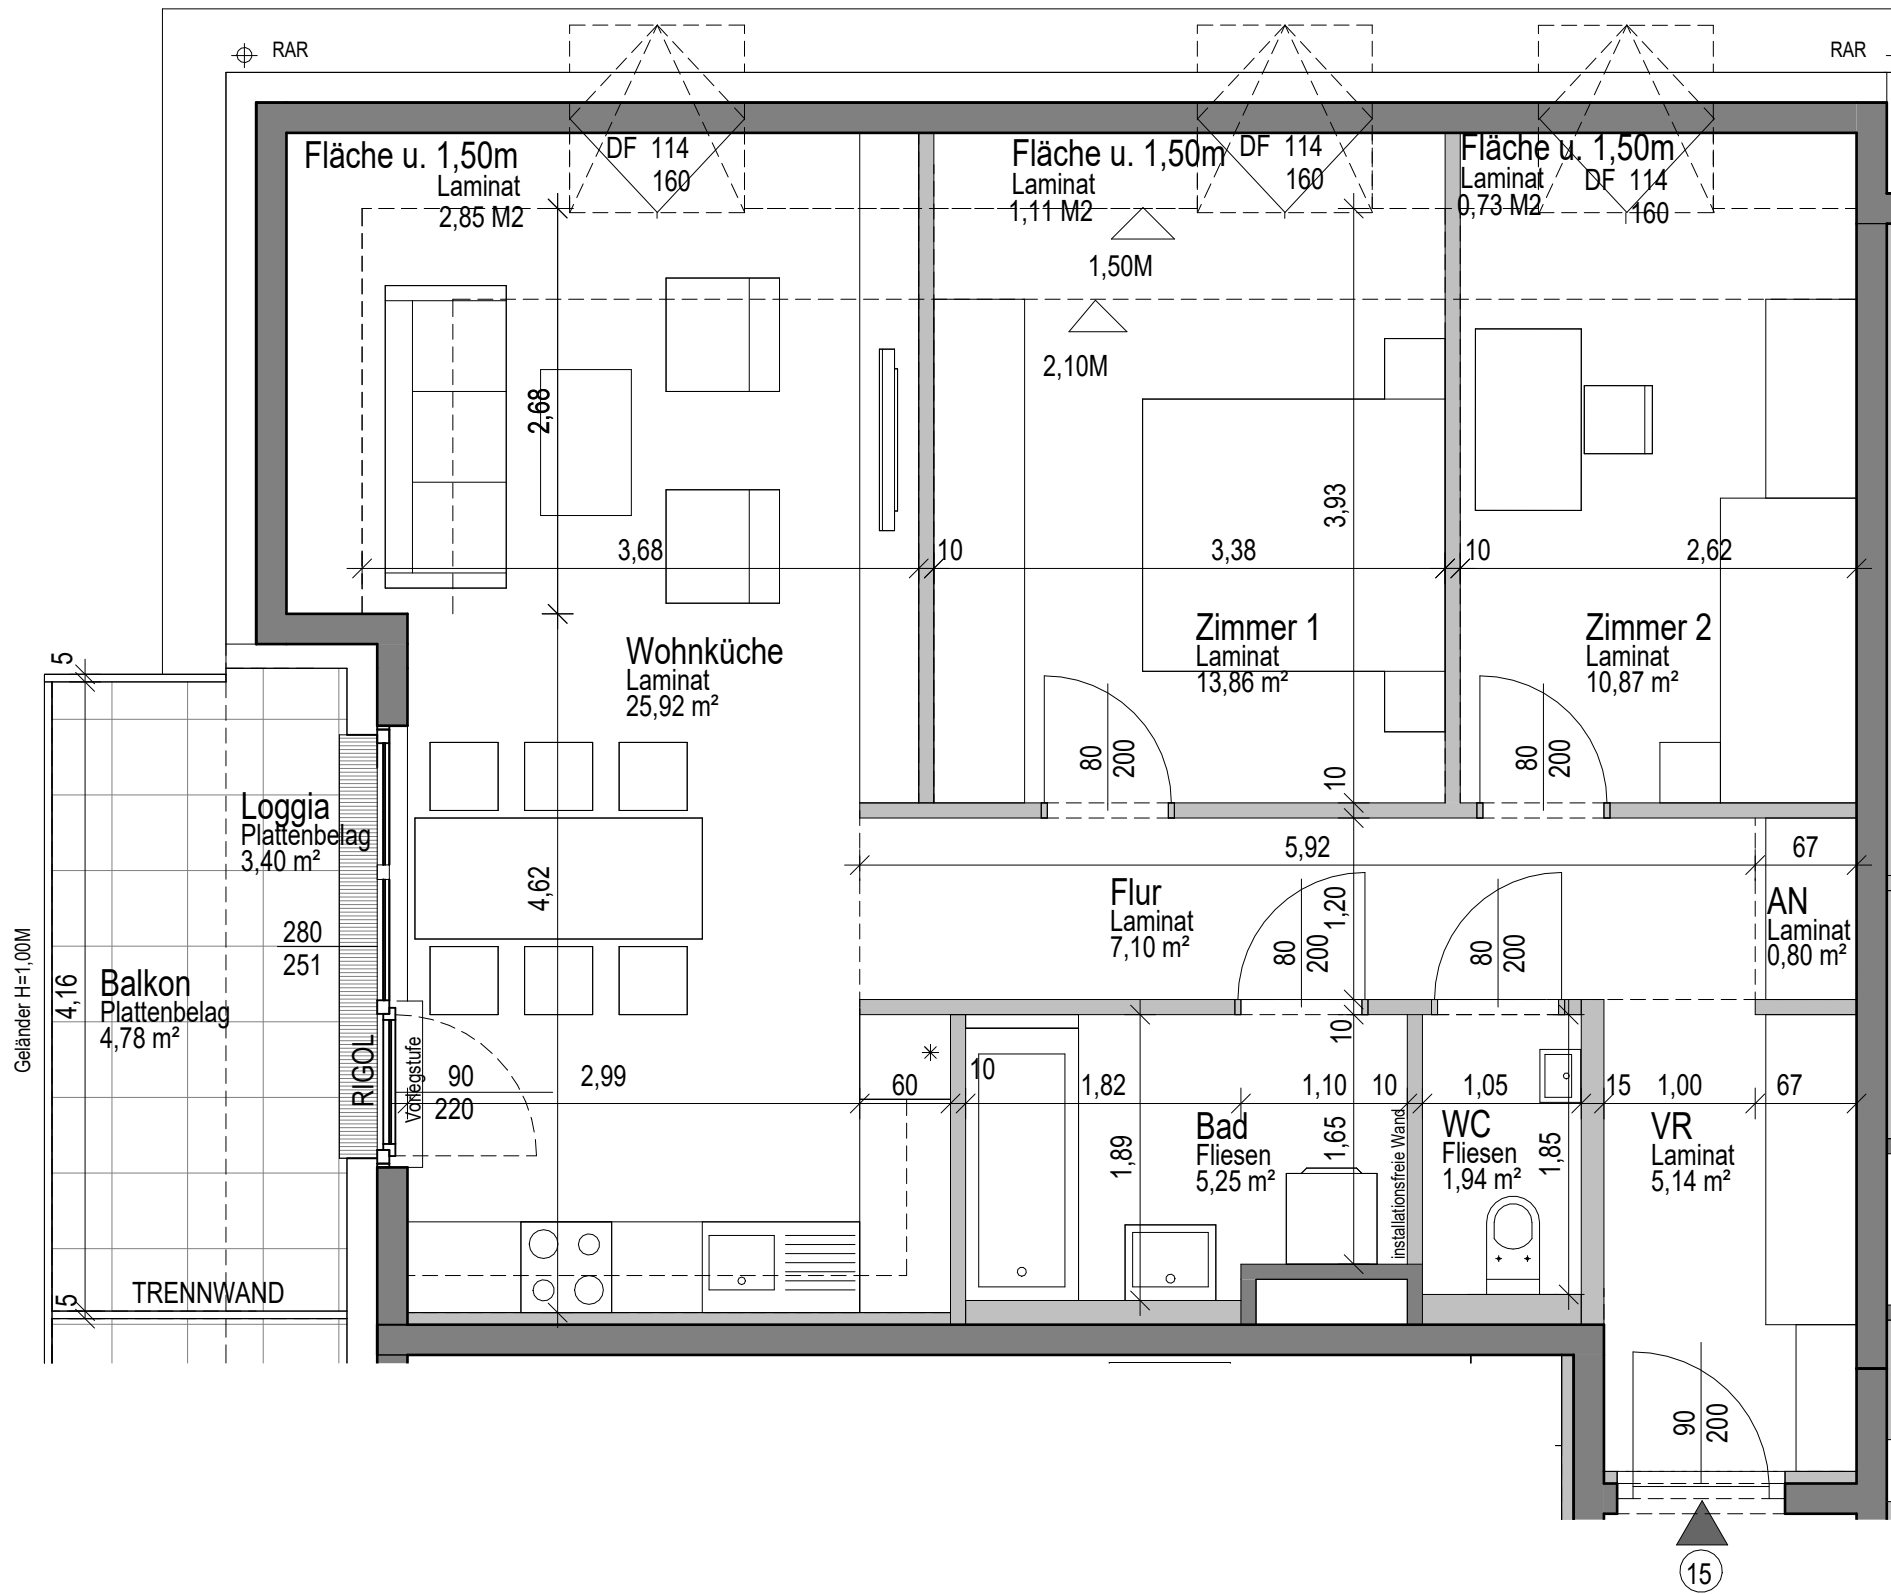 RAR
RAR
Fläche u. 1,50m
Laminat
2,85 M2
DF 114
160
Fläche u. 1,50m
Laminat
1,11 M2
DF 114
160
Fläche u. 1,50m
Laminat
0,73 M2
DF 114
160
1,50M
2,10M
2,68
3,93
3,68
10
3,38
10
2,62
Wohnküche
Laminat
25,92 m²
Zimmer 1
Laminat
13,86 m²
Zimmer 2
Laminat
10,87 m²
5
80
200
10
80
200
Loggia
Plattenbelag
3,40 m²
4,62
5,92
67
Flur
Laminat
7,10 m²
1,20
80
200
80
200
AN
Laminat
0,80 m²
280
251
Geländer H=1,00M
4,16
Balkon
Plattenbelag
4,78 m²
RIGOL
Vorlegstufe
90
220
2,99
60
10
1,82
10
1,10
10
1,05
15
1,00
67
1,89
Bad
Fliesen
5,25 m²
1,65
installationsfreie Wand
WC
Fliesen
1,94 m²
1,85
VR
Laminat
5,14 m²
TRENNWAND
5
90
200
15